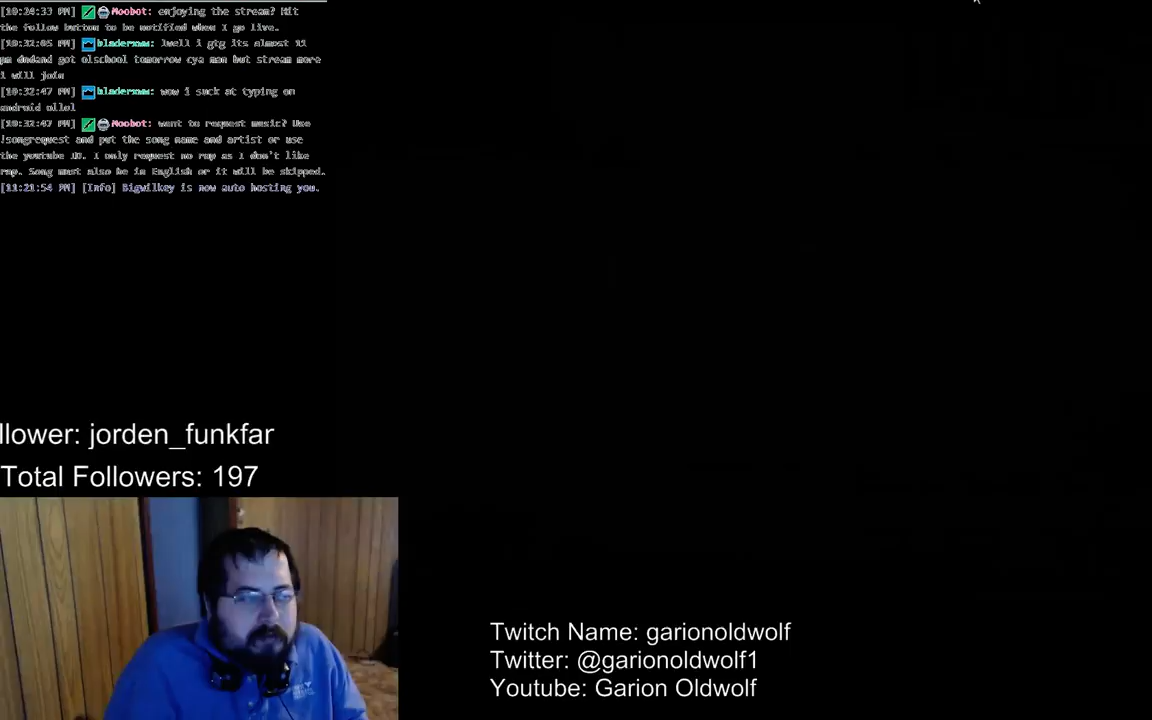 [10:24:33 PM] Moobot: enjoying the stream? Hit
the follow button to be notified when I go live.
[10:32:05 PM] bladerxww: lwell i gtg its almost 11
pm dndand got olschool tomorrow cya man but stream more
i will join
[10:32:47 PM] wow i suck at typing on
android ollol
[10:32:47 PM] Moobot: want to request music? Use
!songrequest and put the song name and artist or use
the youtube ID. I only request no rap as I don't like
rap. Song must also be in English or it will be skipped.
[11:21:54 PM] [Info] Bigwilkey is now auto hosting you.
llower: jorden_funkfar
Total Followers: 197
Twitch Name: garionoldwolf
Twitter: @garionoldwolf1
Youtube: Garion Oldwolf